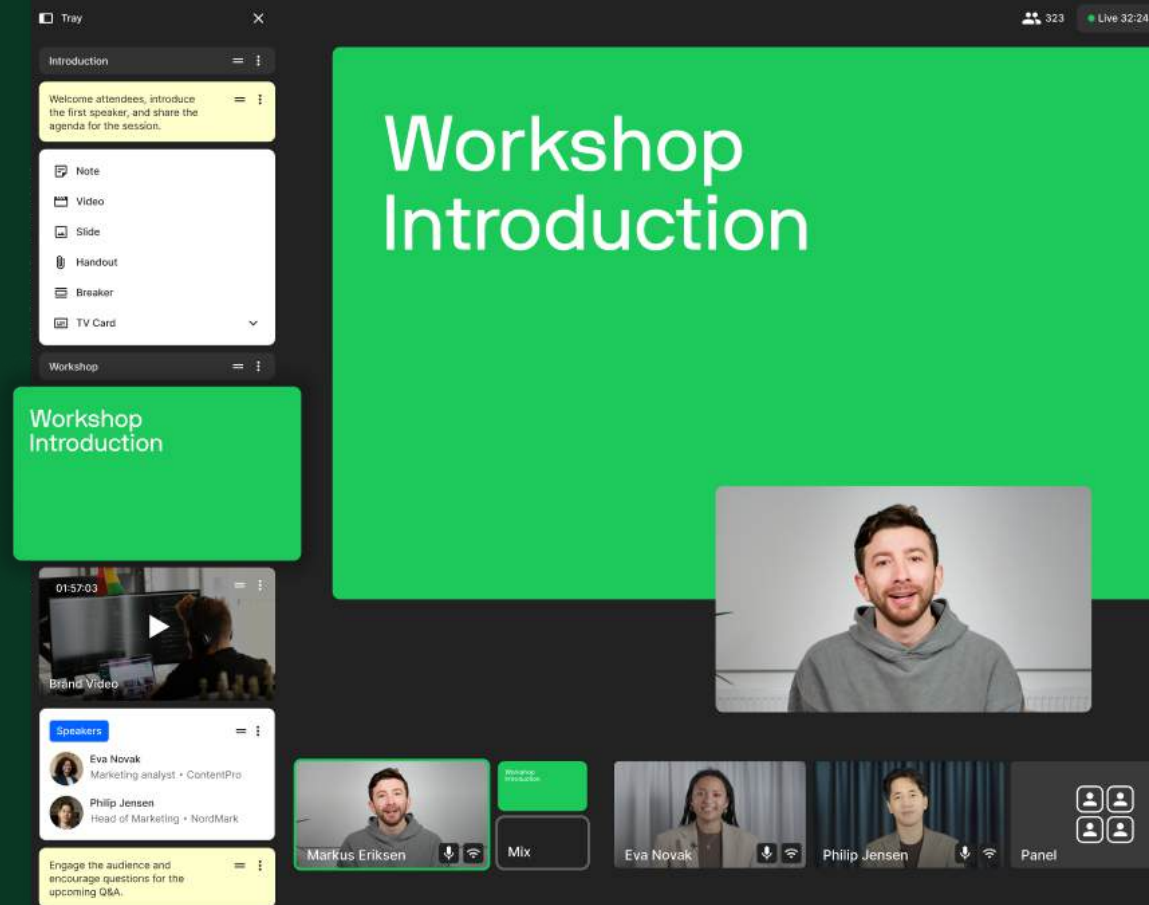 Tray
323
Live 32:24
Introduction
Welcome attendees, introduce
the first speaker, and share the
agenda for the session.
Note
Video
Slide
Handout
Breaker
TV Card
Workshop
Workshop
Introduction
01:57:03
Brand Video
Speakers
Eva Novak
Marketing analyst • ContentPro
Philip Jensen
Head of Marketing • NordMark
Engage the audience and
encourage questions for the
upcoming Q&A.
Workshop
Introduction
Markus Eriksen
Workshop
Introduction
Mix
Eva Novak
Philip Jensen
Panel